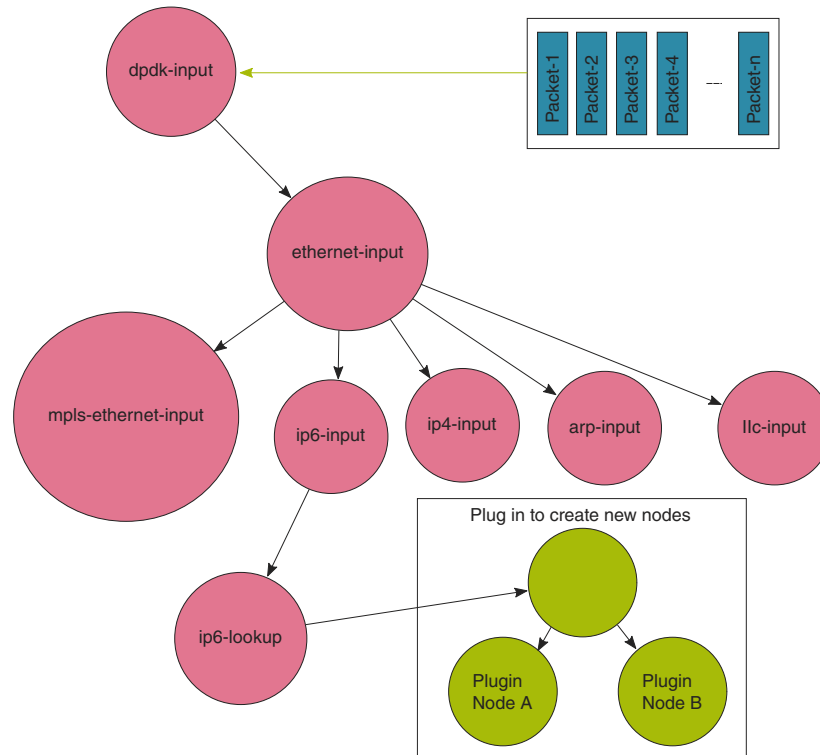 dpdk-input
Packet-1
Packet-2
Packet-3
Packet-4
Packet-n
ethernet-input
mpls-ethernet-input
ip6-input
ip4-input
arp-input
llc-input
Plug in to create new nodes
ip6-lookup
Plugin
Node A
Plugin
Node B